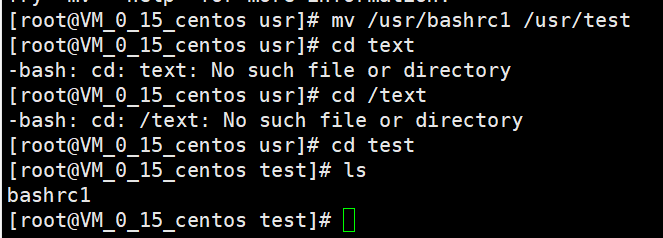 [root@VM_0_15_centos usr]# mv /usr/bashrc1 /usr/test
[root@VM_0_15_centos usr]# cd text
-bash: cd: text: No such file or directory
[root@VM_0_15_centos usr]# cd /text
-bash: cd: /text: No such file or directory
[root@VM_0_15_centos usr]# cd test
[root@VM_0_15_centos test]# ls
bashrc1
[root@VM_0_15_centos test]#